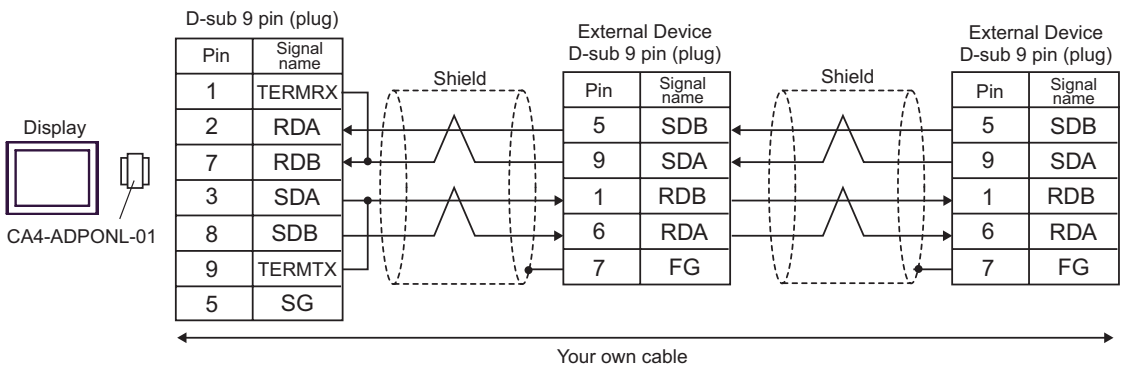 D-sub 9 pin (plug)
Pin Signal name
1 TERMRX
2 RDA
7 RDB
3 SDA
8 SDB
9 TERMTX
5 SG
Display
CA4-ADPONL-01
Shield
External Device
D-sub 9 pin (plug)
Pin Signal name
5 SDB
9 SDA
1 RDB
6 RDA
7 FG
Shield
External Device
D-sub 9 pin (plug)
Pin Signal name
5 SDB
9 SDA
1 RDB
6 RDA
7 FG
Your own cable